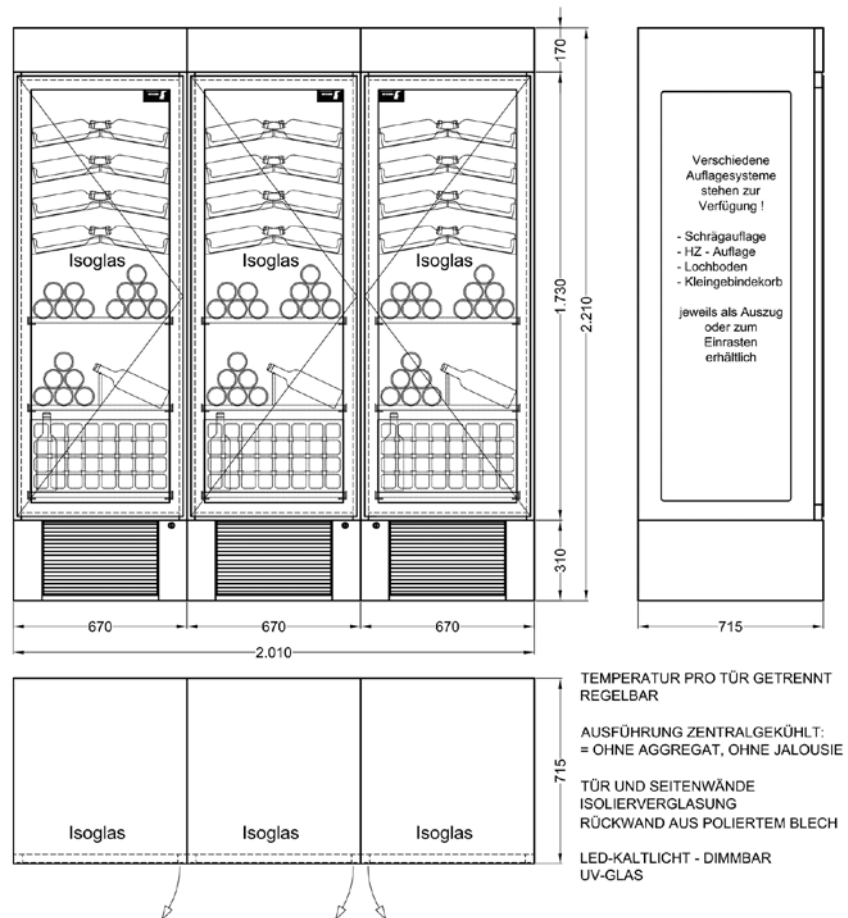 170
1.730
2.210
310
Isoglas
Isoglas
Isoglas
670
670
670
2.010
Verschiedene
Auflagesysteme
stehen zur
Verfügung !
- Schrägauflage
- HZ - Auflage
- Lochboden
- Kleingebindekorb
jeweils als Auszug
oder zum
Einrasten
erhältlich
715
Isoglas
Isoglas
Isoglas
715
TEMPERATUR PRO TÜR GETRENNT
REGELBAR
AUSFÜHRUNG ZENTRALGEKÜHLT:
= OHNE AGGREGAT, OHNE JALOUSIE
TÜR UND SEITENWÄNDE
ISOLIERVERGLASUNG
RÜCKWAND AUS POLIERTEM BLECH
LED-KALTLICHT - DIMMBAR
UV-GLAS